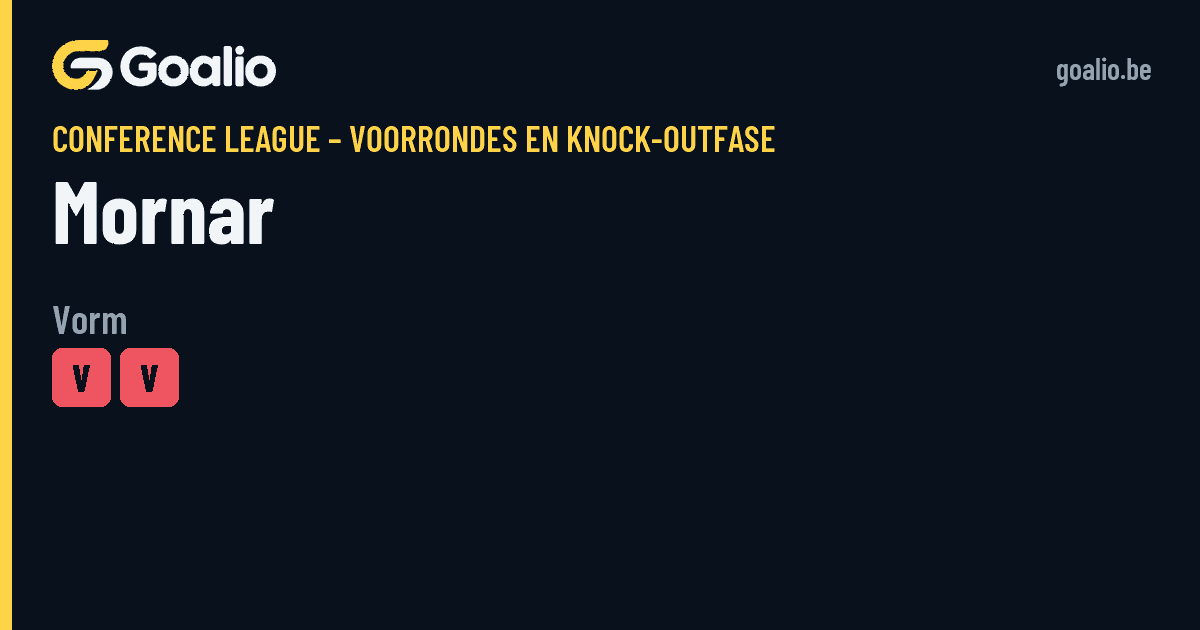 Goalio
goalio.be
CONFERENCE LEAGUE – VOORRONDES EN KNOCK-OUTFASE
Mornar
Vorm
V V